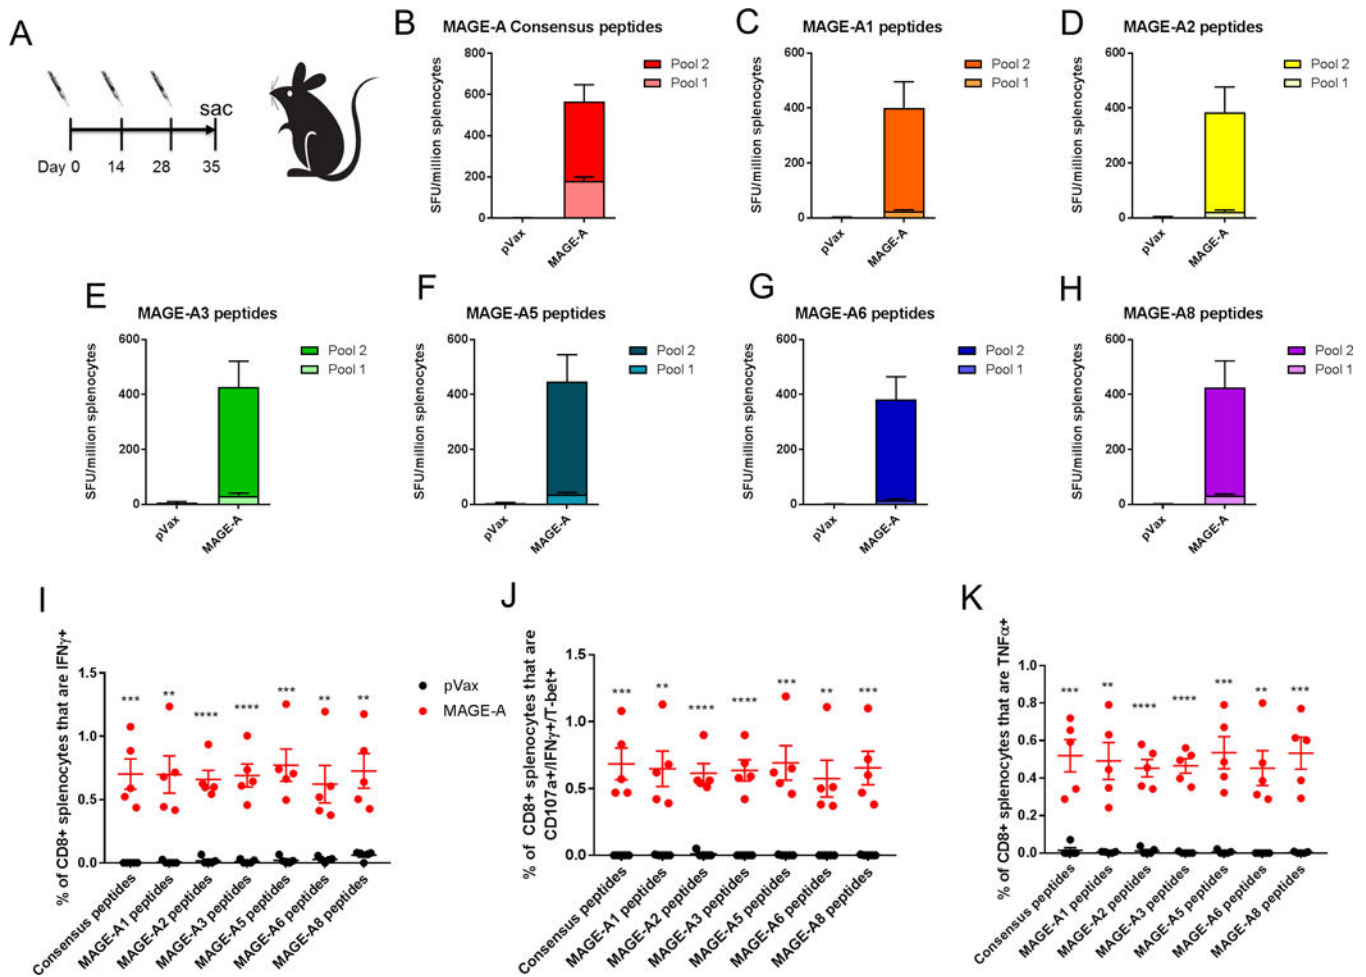 A
sac
Day 0 14 28 35
B
MAGE-A Consensus peptides
SFU/million splenocytes
800
600
400
200
0
pVax
MAGE-A
Pool 2
Pool 1
C
MAGE-A1 peptides
SFU/million splenocytes
600
400
200
0
pVax
MAGE-A
Pool 2
Pool 1
D
MAGE-A2 peptides
SFU/million splenocytes
600
400
200
0
pVax
MAGE-A
Pool 2
Pool 1
E
MAGE-A3 peptides
SFU/million splenocytes
600
400
200
0
pVax
MAGE-A
Pool 2
Pool 1
F
MAGE-A5 peptides
SFU/million splenocytes
600
400
200
0
pVax
MAGE-A
Pool 2
Pool 1
G
MAGE-A6 peptides
SFU/million splenocytes
600
400
200
0
pVax
MAGE-A
Pool 2
Pool 1
H
MAGE-A8 peptides
SFU/million splenocytes
600
400
200
0
pVax
MAGE-A
Pool 2
Pool 1
I
% of CD8+ splenocytes that are IFNγ+
1.5
1.0
0.5
0.0
*** ** **** **** *** ** **
Consensus peptides
MAGE-A1 peptides
MAGE-A2 peptides
MAGE-A3 peptides
MAGE-A5 peptides
MAGE-A6 peptides
MAGE-A8 peptides
pVax
MAGE-A
J
% of CD8+ splenocytes that are
CD107a+/IFNγ+/T-bet+
1.5
1.0
0.5
0.0
*** ** **** **** *** ** ***
Consensus peptides
MAGE-A1 peptides
MAGE-A2 peptides
MAGE-A3 peptides
MAGE-A5 peptides
MAGE-A6 peptides
MAGE-A8 peptides
K
% of CD8+ splenocytes that are TNFα+
1.0
0.8
0.6
0.4
0.2
0.0
*** ** **** **** *** ** ***
Consensus peptides
MAGE-A1 peptides
MAGE-A2 peptides
MAGE-A3 peptides
MAGE-A5 peptides
MAGE-A6 peptides
MAGE-A8 peptides